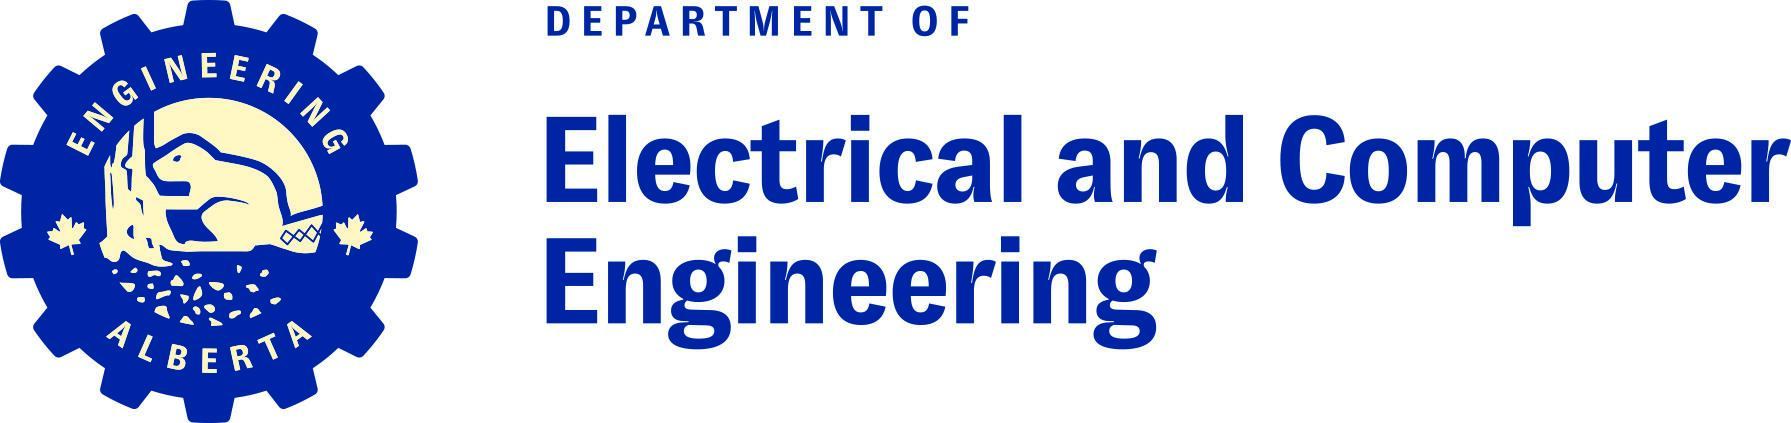 ENGINEERING
ALBERTA
DEPARTMENT OF
Electrical and Computer
Engineering